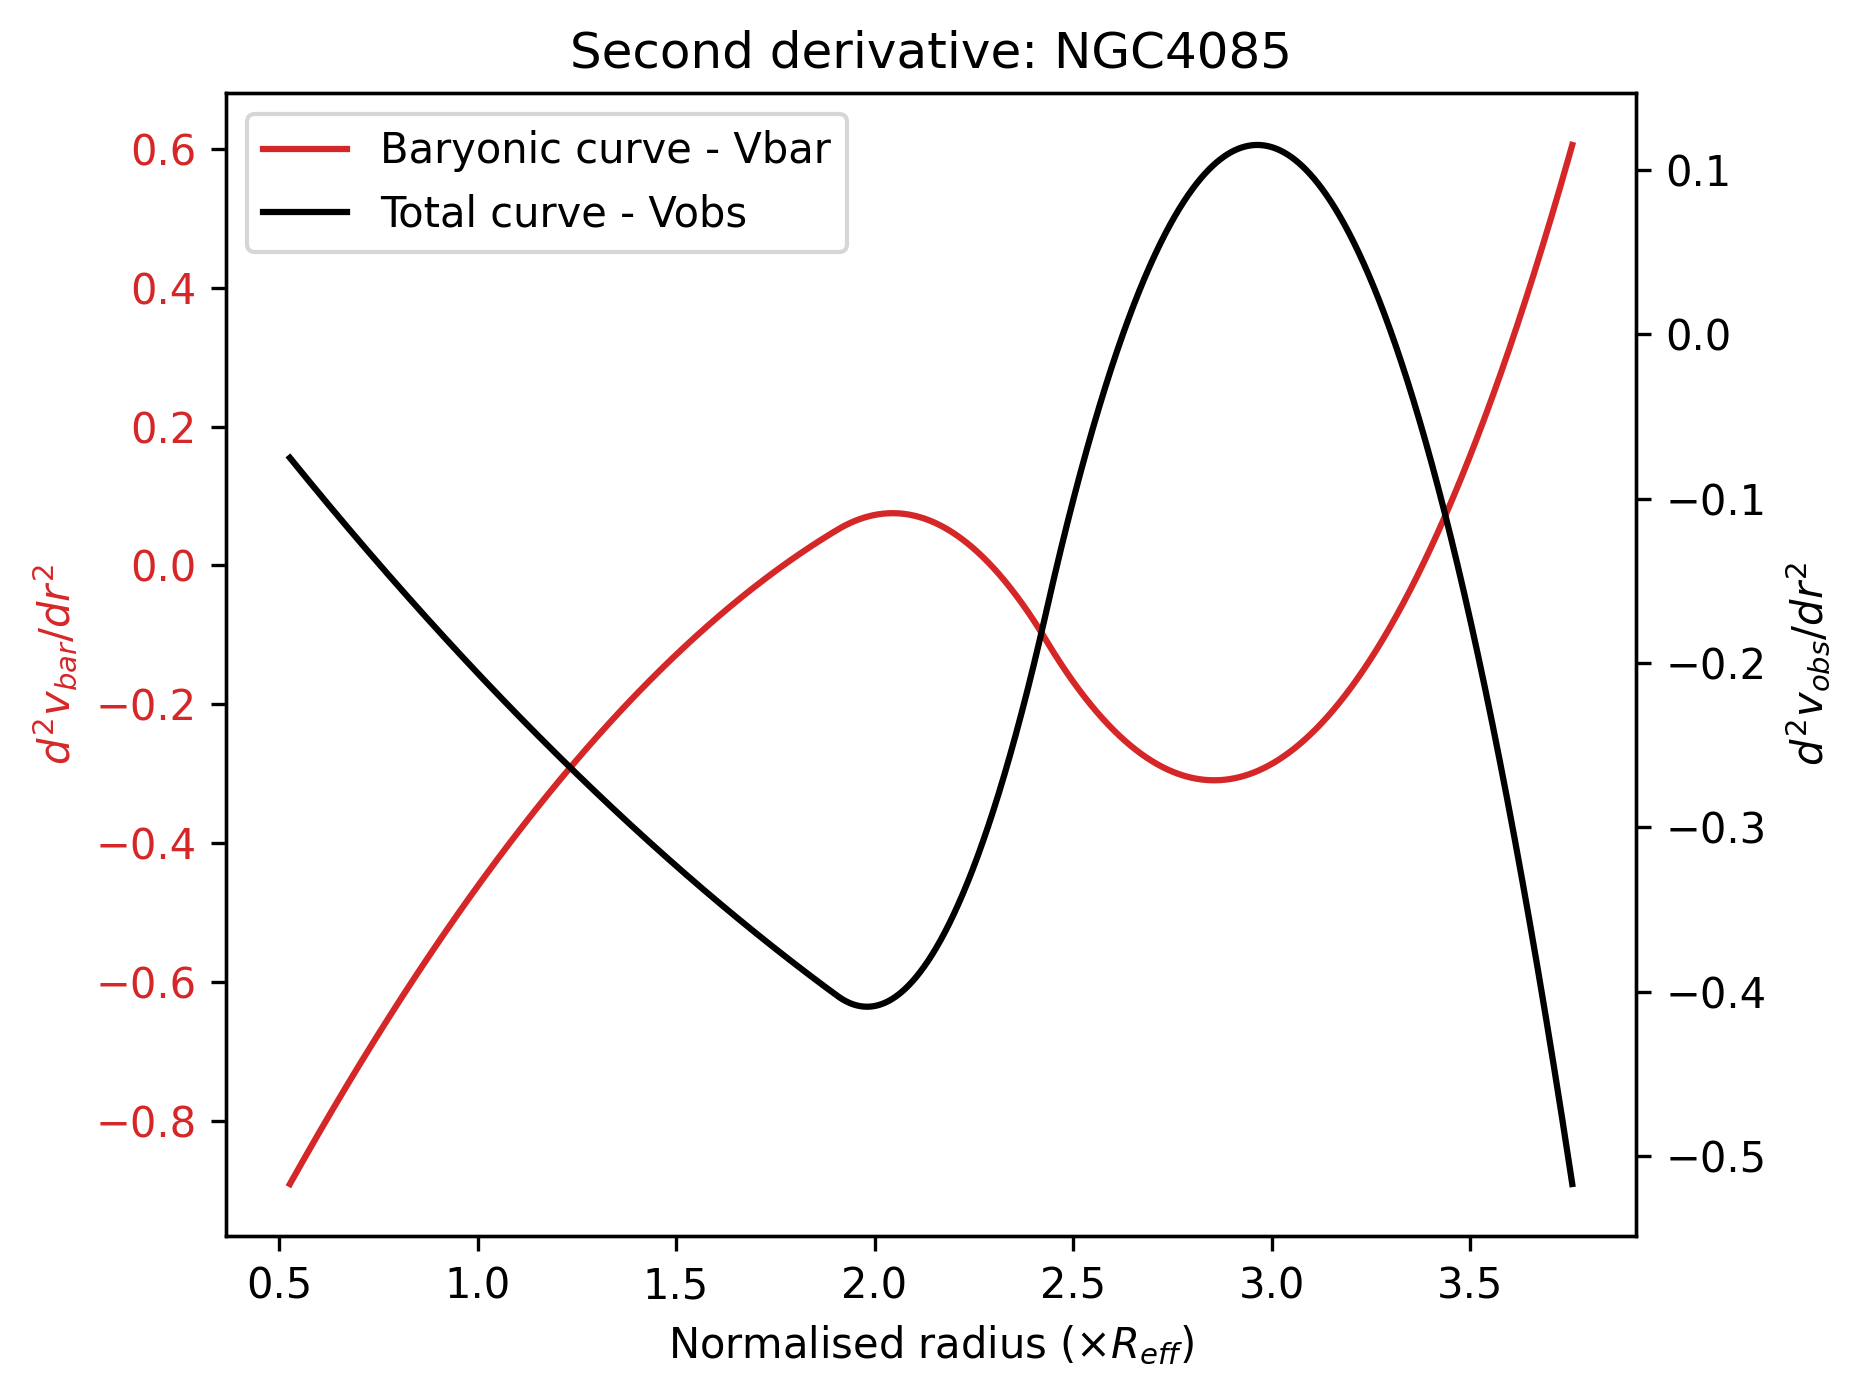 Second derivative: NGC4085
Baryonic curve - Vbar
Total curve - Vobs
0.6
0.4
0.2
0.0
−0.2
−0.4
−0.6
−0.8
d²v_bar/dr²
0.1
0.0
−0.1
−0.2
−0.3
−0.4
−0.5
d²v_obs/dr²
0.5 1.0 1.5 2.0 2.5 3.0 3.5
Normalised radius (×R_eff)